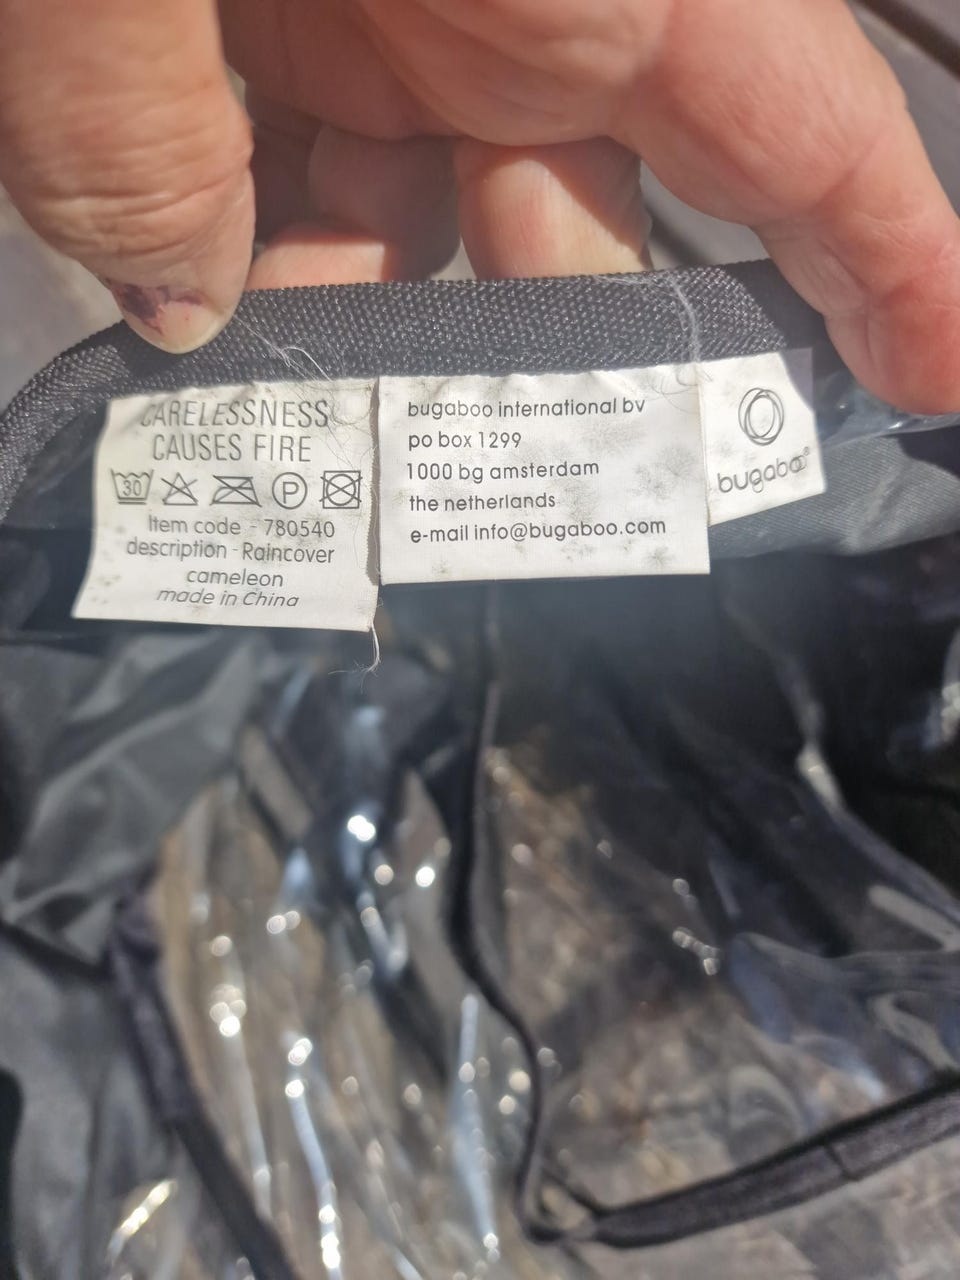 CARELESSNESS
CAUSES FIRE
30 P
Item code - 780540
description - Raincover
cameleon
made in China
bugaboo international bv
po box 1299
1000 bg amsterdam
the netherlands
e-mail info@bugaboo.com
bugaboo®